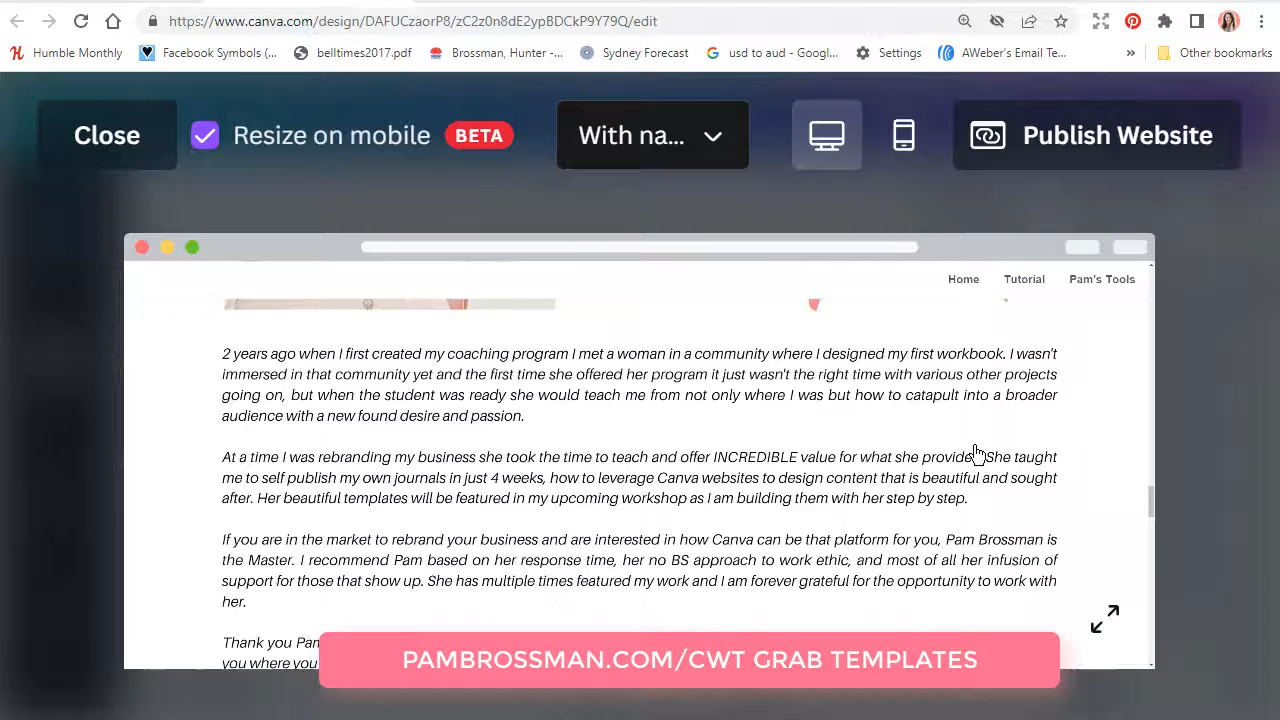 https://www.canva.com/design/DAFUCzaorP8/zC2z0n8dE2ypBDCkP9Y79Q/edit
Humble Monthly
Facebook Symbols (...
belltimes2017.pdf
Brossman, Hunter -...
Sydney Forecast
usd to aud - Googl...
Settings
AWeber's Email Te...
»
Other bookmarks
Close
Resize on mobile
BETA
With na...
Publish Website
Home
Tutorial
Pam's Tools
2 years ago when I first created my coaching program I met a woman in a community where I designed my first workbook. I wasn't
immersed in that community yet and the first time she offered her program it just wasn't the right time with various other projects
going on, but when the student was ready she would teach me from not only where I was but how to catapult into a broader
audience with a new found desire and passion.
At a time I was rebranding my business she took the time to teach and offer INCREDIBLE value for what she provide She taught
me to self publish my own journals in just 4 weeks, how to leverage Canva websites to design content that is beautiful and sought
after. Her beautiful templates will be featured in my upcoming workshop as I am building them with her step by step.
If you are in the market to rebrand your business and are interested in how Canva can be that platform for you, Pam Brossman is
the Master. I recommend Pam based on her response time, her no BS approach to work ethic, and most of all her infusion of
support for those that show up. She has multiple times featured my work and I am forever grateful for the opportunity to work with
her.
Thank you Pam
you where you
PAMBROSSMAN.COM/CWT GRAB TEMPLATES